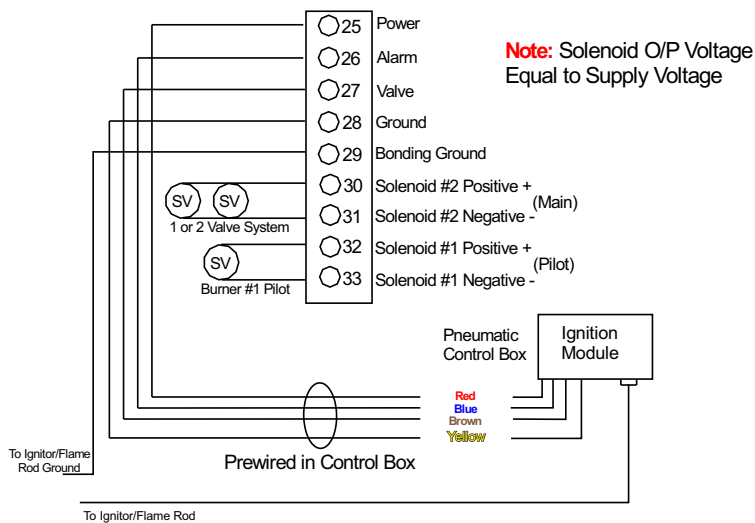 25 Power
26 Alarm
27 Valve
28 Ground
29 Bonding Ground
30 Solenoid #2 Positive +
(Main)
31 Solenoid #2 Negative -
32 Solenoid #1 Positive +
(Pilot)
33 Solenoid #1 Negative -
Note: Solenoid O/P Voltage
Equal to Supply Voltage
SV SV
1 or 2 Valve System
SV
Burner #1 Pilot
Pneumatic
Control Box
Ignition
Module
Red
Blue
Brown
Yellow
Prewired in Control Box
To Ignitor/Flame
Rod Ground
To Ignitor/Flame Rod